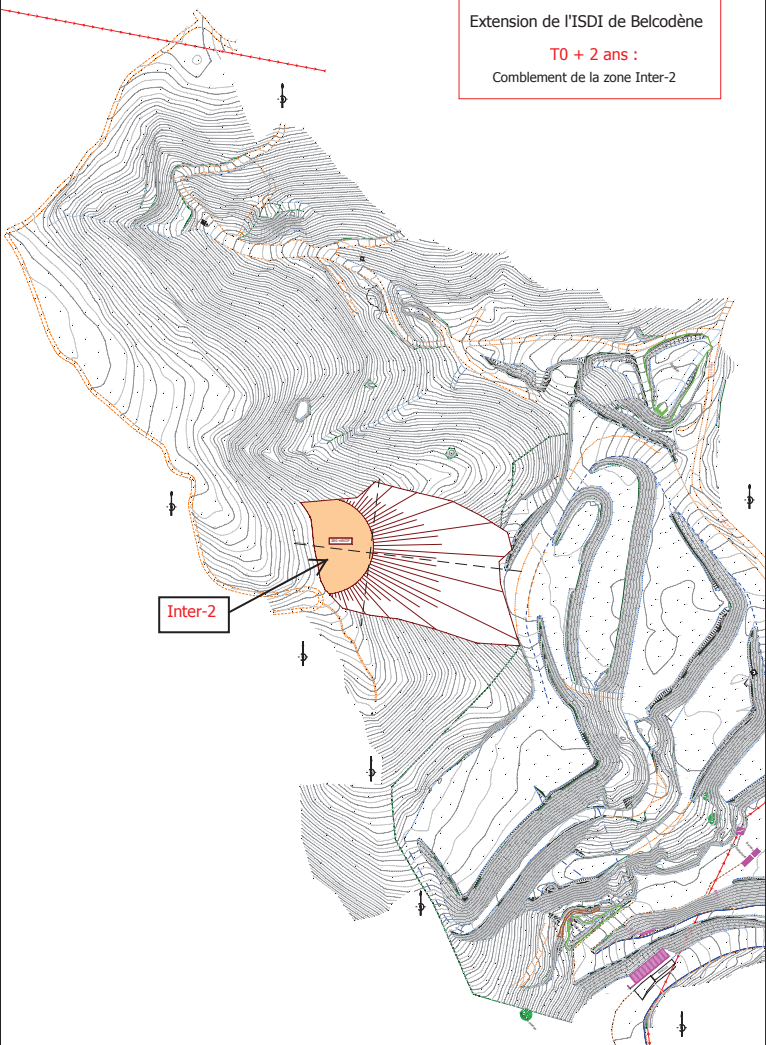 Extension de l'ISDI de Belcodène
T0 + 2 ans :
Comblement de la zone Inter-2
Inter-2